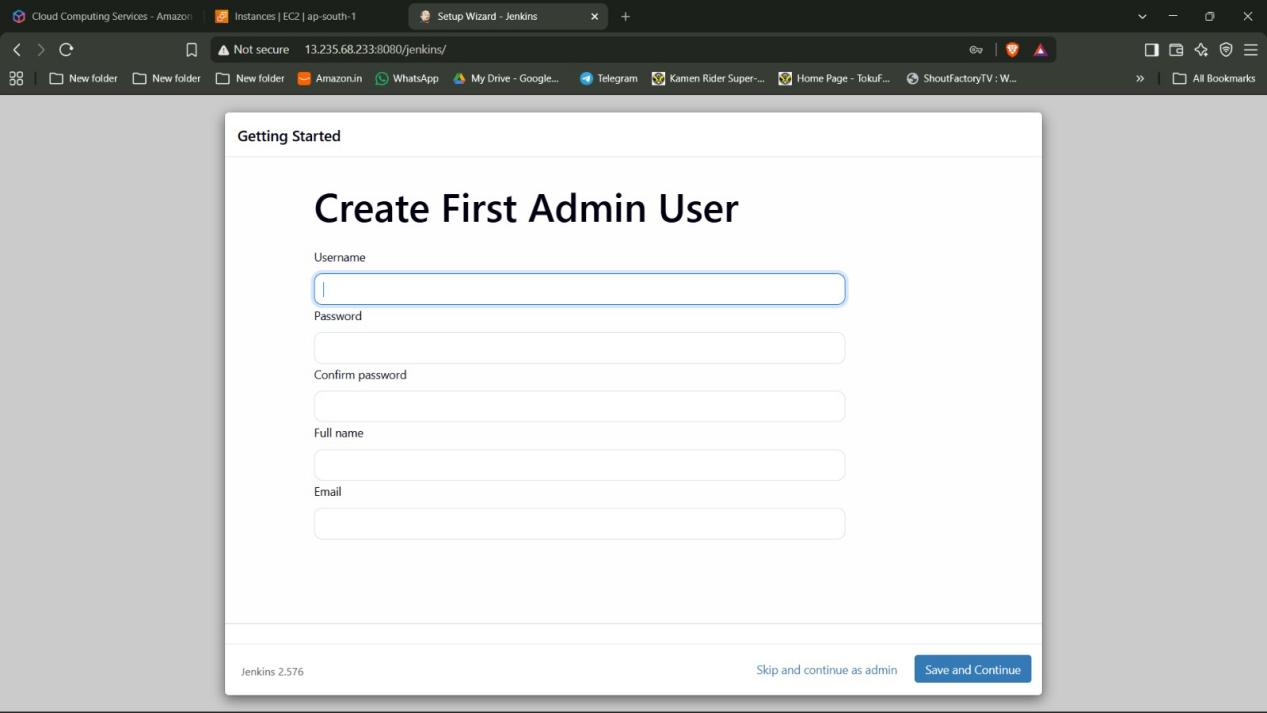 Cloud Computing Services - Amazon
Instances | EC2 | ap-south-1
Setup Wizard - Jenkins
Not secure 13.235.68.233:8080/jenkins/
New folder New folder New folder Amazon.in WhatsApp My Drive - Google... Telegram Kamen Rider Super-... Home Page - TokuF... ShoutFactoryTV : W... » All Bookmarks
Getting Started
Create First Admin User
Username
Password
Confirm password
Full name
Email
Jenkins 2.576
Skip and continue as admin
Save and Continue